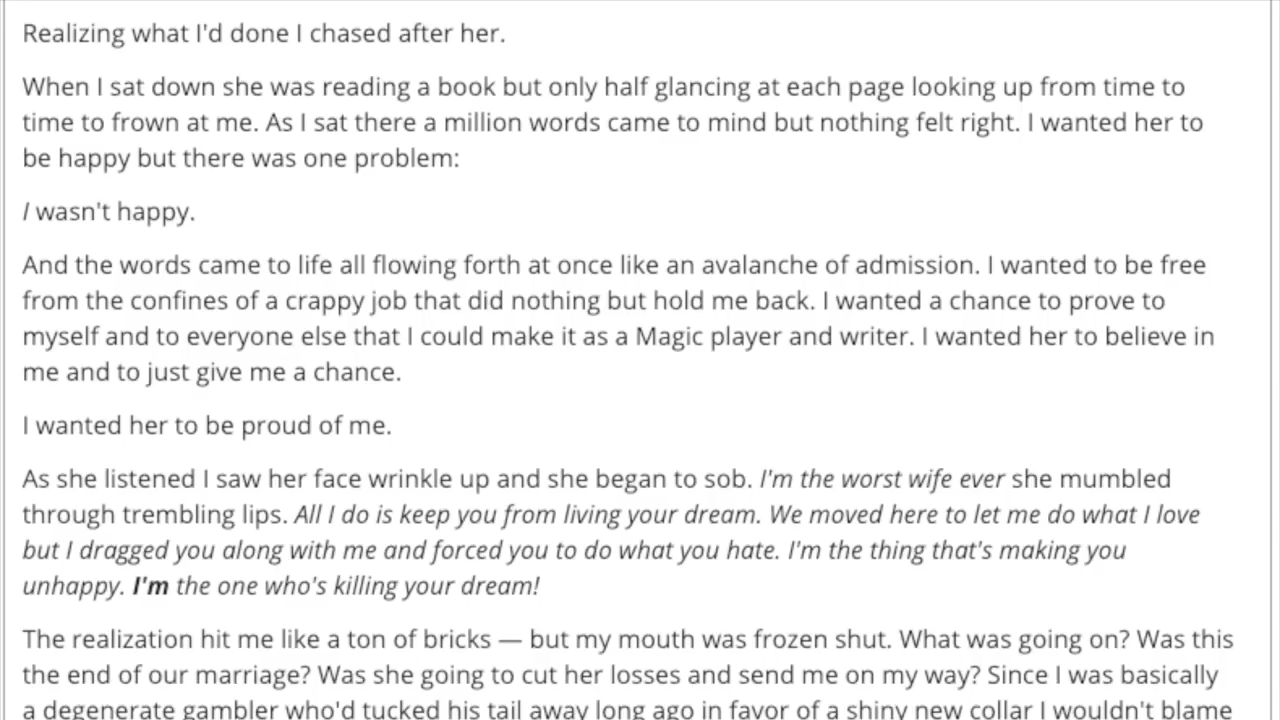 Realizing what I'd done I chased after her.
When I sat down she was reading a book but only half glancing at each page looking up from time to
time to frown at me. As I sat there a million words came to mind but nothing felt right. I wanted her to
be happy but there was one problem:
I wasn't happy.
And the words came to life all flowing forth at once like an avalanche of admission. I wanted to be free
from the confines of a crappy job that did nothing but hold me back. I wanted a chance to prove to
myself and to everyone else that I could make it as a Magic player and writer. I wanted her to believe in
me and to just give me a chance.
I wanted her to be proud of me.
As she listened I saw her face wrinkle up and she began to sob. I'm the worst wife ever she mumbled
through trembling lips. All I do is keep you from living your dream. We moved here to let me do what I love
but I dragged you along with me and forced you to do what you hate. I'm the thing that's making you
unhappy. I'm the one who's killing your dream!
The realization hit me like a ton of bricks — but my mouth was frozen shut. What was going on? Was this
the end of our marriage? Was she going to cut her losses and send me on my way? Since I was basically
a degenerate gambler who'd tucked his tail away long ago in favor of a shiny new collar I wouldn't blame